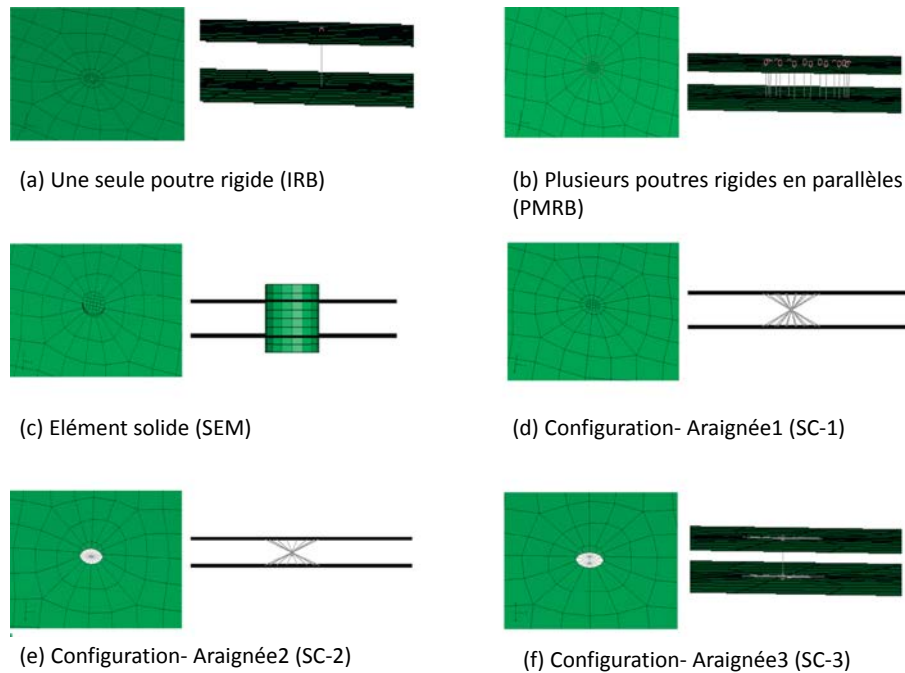 (a) Une seule poutre rigide (IRB)
(b) Plusieurs poutres rigides en parallèles
(PMRB)
(c) Elément solide (SEM)
(d) Configuration- Araignée1 (SC-1)
(e) Configuration- Araignée2 (SC-2)
(f) Configuration- Araignée3 (SC-3)